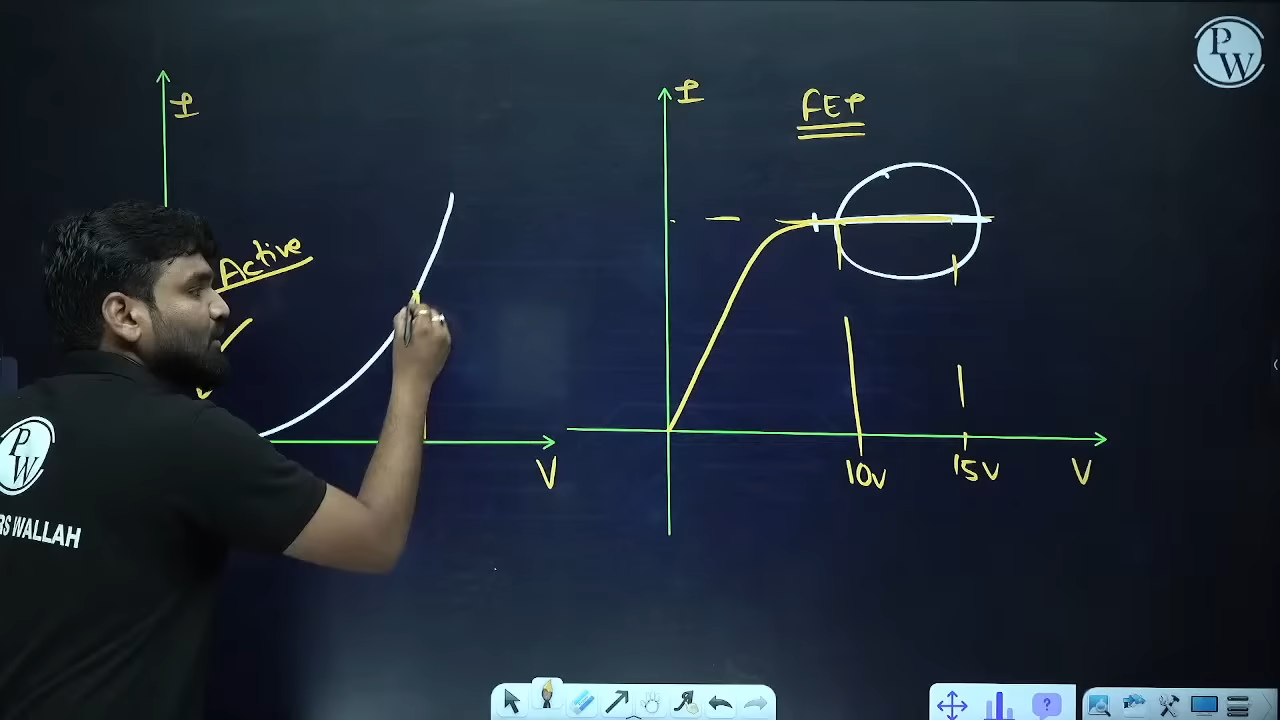 I
Active
V
I
FET
10V
15V
V
PW
PW
RS WALLAH
?